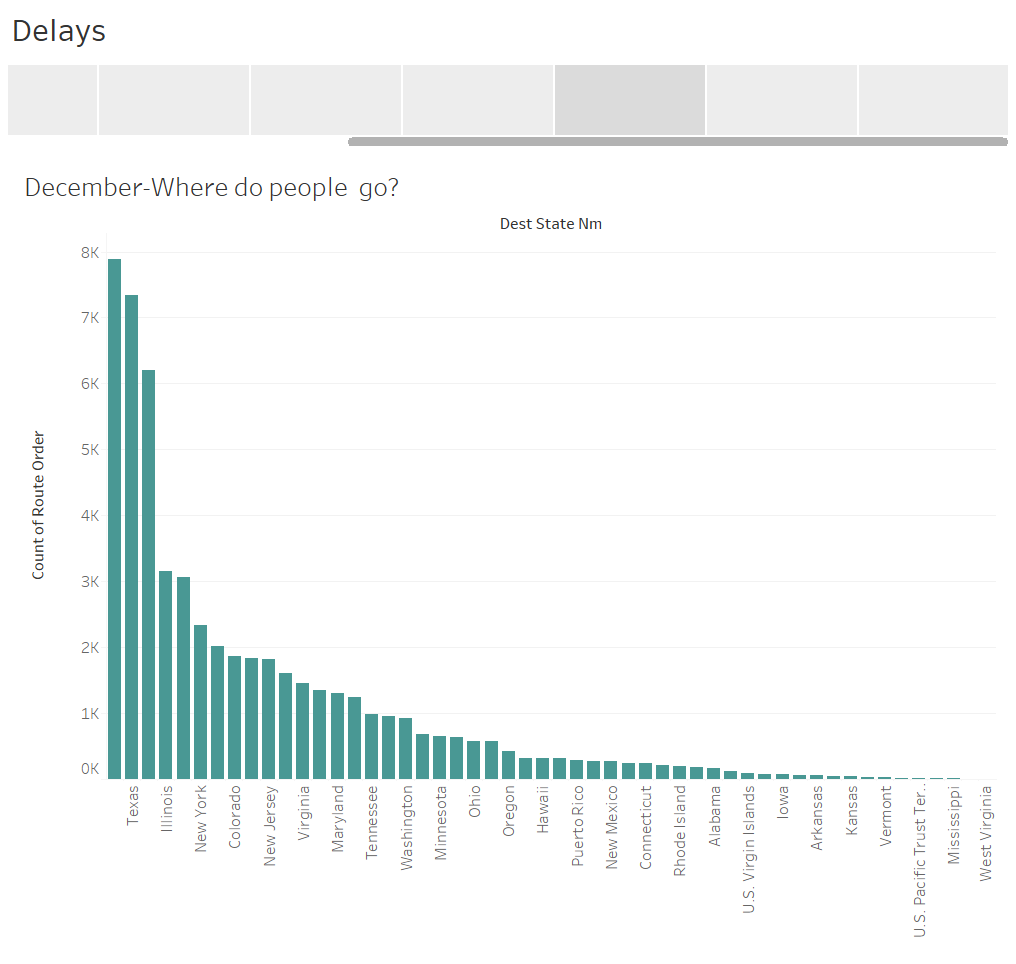 Delays
December-Where do people  go?
Dest State Nm
Count of Route Order
8K
7K
6K
5K
4K
3K
2K
1K
0K
Texas
Illinois
New York
Colorado
New Jersey
Virginia
Maryland
Tennessee
Washington
Minnesota
Ohio
Oregon
Hawaii
Puerto Rico
New Mexico
Connecticut
Rhode Island
Alabama
U.S. Virgin Islands
Iowa
Arkansas
Kansas
Vermont
U.S. Pacific Trust Ter..
Mississippi
West Virginia